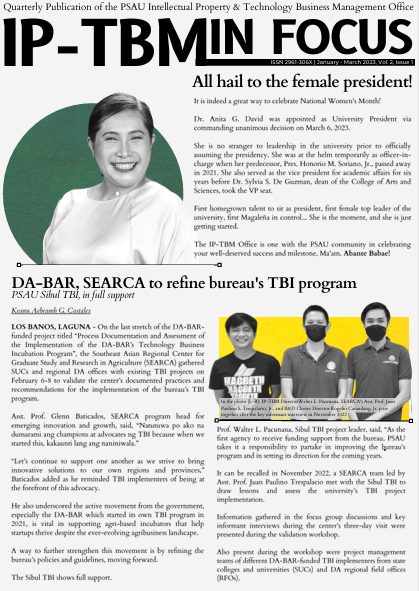 Quarterly Publication of the PSAU Intellectual Property & Technology Business Management Office
IP-TBM IN FOCUS
ISSN 2961-306X | January - March 2023, Vol. 2, Issue 1
All hail to the female president!
It is indeed a great way to celebrate National Women's Month!
Dr. Anita G. David was appointed as University President via
commanding unanimous decision on March 6, 2023.
She is no stranger to leadership in the university prior to officially
assuming the presidency. She was at the helm temporarily as officer-in-
charge when her predecessor, Pres. Honorio M. Soriano, Jr., passed away
in 2021. She also served as the vice president for academic affairs for six
years before Dr. Sylvia S. De Guzman, dean of the College of Arts and
Sciences, took the VP seat.
First homegrown talent to sit as president, first female top leader of the
university, first Magaleña in control... She is the moment, and she is just
getting started.
The IP-TBM Office is one with the PSAU community in celebrating
your well-deserved success and milestone, Ma'am. Abante Babae!
DA-BAR, SEARCA to refine bureau's TBI program
PSAU Sibul TBI, in full support
Keanu Aebramh G. Costales
LOS BANOS, LAGUNA - On the last stretch of the DA-BAR-
funded project titled "Process Documentation and Assessment of
the Implementation of the DA-BAR's Technology Business
Incubation Program", the Southeast Asian Regional Center for
Graduate Study and Research in Agriculture (SEARCA) gathered
SUCs and regional DA offices with established TBI projects on
February 6-8 to validate the center's documented practices and
recommendations for the implementation of the bureau's TBI
program.
Asst. Prof. Glenn Baticados, SEARCA program head for
emerging innovation and growth, said, "Natutuwa po ako na
dumarami ang champions at advocates ng TBI because when we
started this, kakaunti lang ang naniniwala."
"Let's continue to support one another as we strive to bring
innovative solutions to our own regions and provinces,"
Baticados added as he reminded TBI implementers of being at
the forefront of this advocacy.
He also underscored the active movement from the government,
especially the DA-BAR which started in own TBI program in
2021, is vital in supporting agri-based incubators that help
startups thrive despite the ever-evolving agribusiness landscape.
A way to further strengthen this movement is by refining the
bureau's policies and guidelines, moving forward.
The Sibul TBI shows full support.
HAGBETH
In the photo (L-R), IP-TBM Director Walter L. Pacunana, SEARCA's Asst. Prof. Juan
Paulino S. Trespalacio, Jr., and R&D Chores Director Rogelio Carandang, Jr. pose
together after the key informant interview in November 2022.
Prof. Walter L. Pacunana, Sibul TBI project leader, said, "As the
first agency to receive funding support from the bureau, PSAU
takes it a responsibility to partake in improving the bureau's
program and in setting its direction for the coming years.
It can be recalled in November 2022, a SEARCA team led by
Asst. Prof. Juan Paulino Trespalacio met with the Sibul TBI to
draw lessons and assess the university's TBI project
implementation.
Information gathered in the focus group discussions and key
informant interviews during the center's three-day visit were
presented during the validation workshop.
Also present during the workshop were project management
teams of different DA-BAR-funded TBI implementers from state
colleges and universities (SUCs) and DA regional field offices
(RFOs).